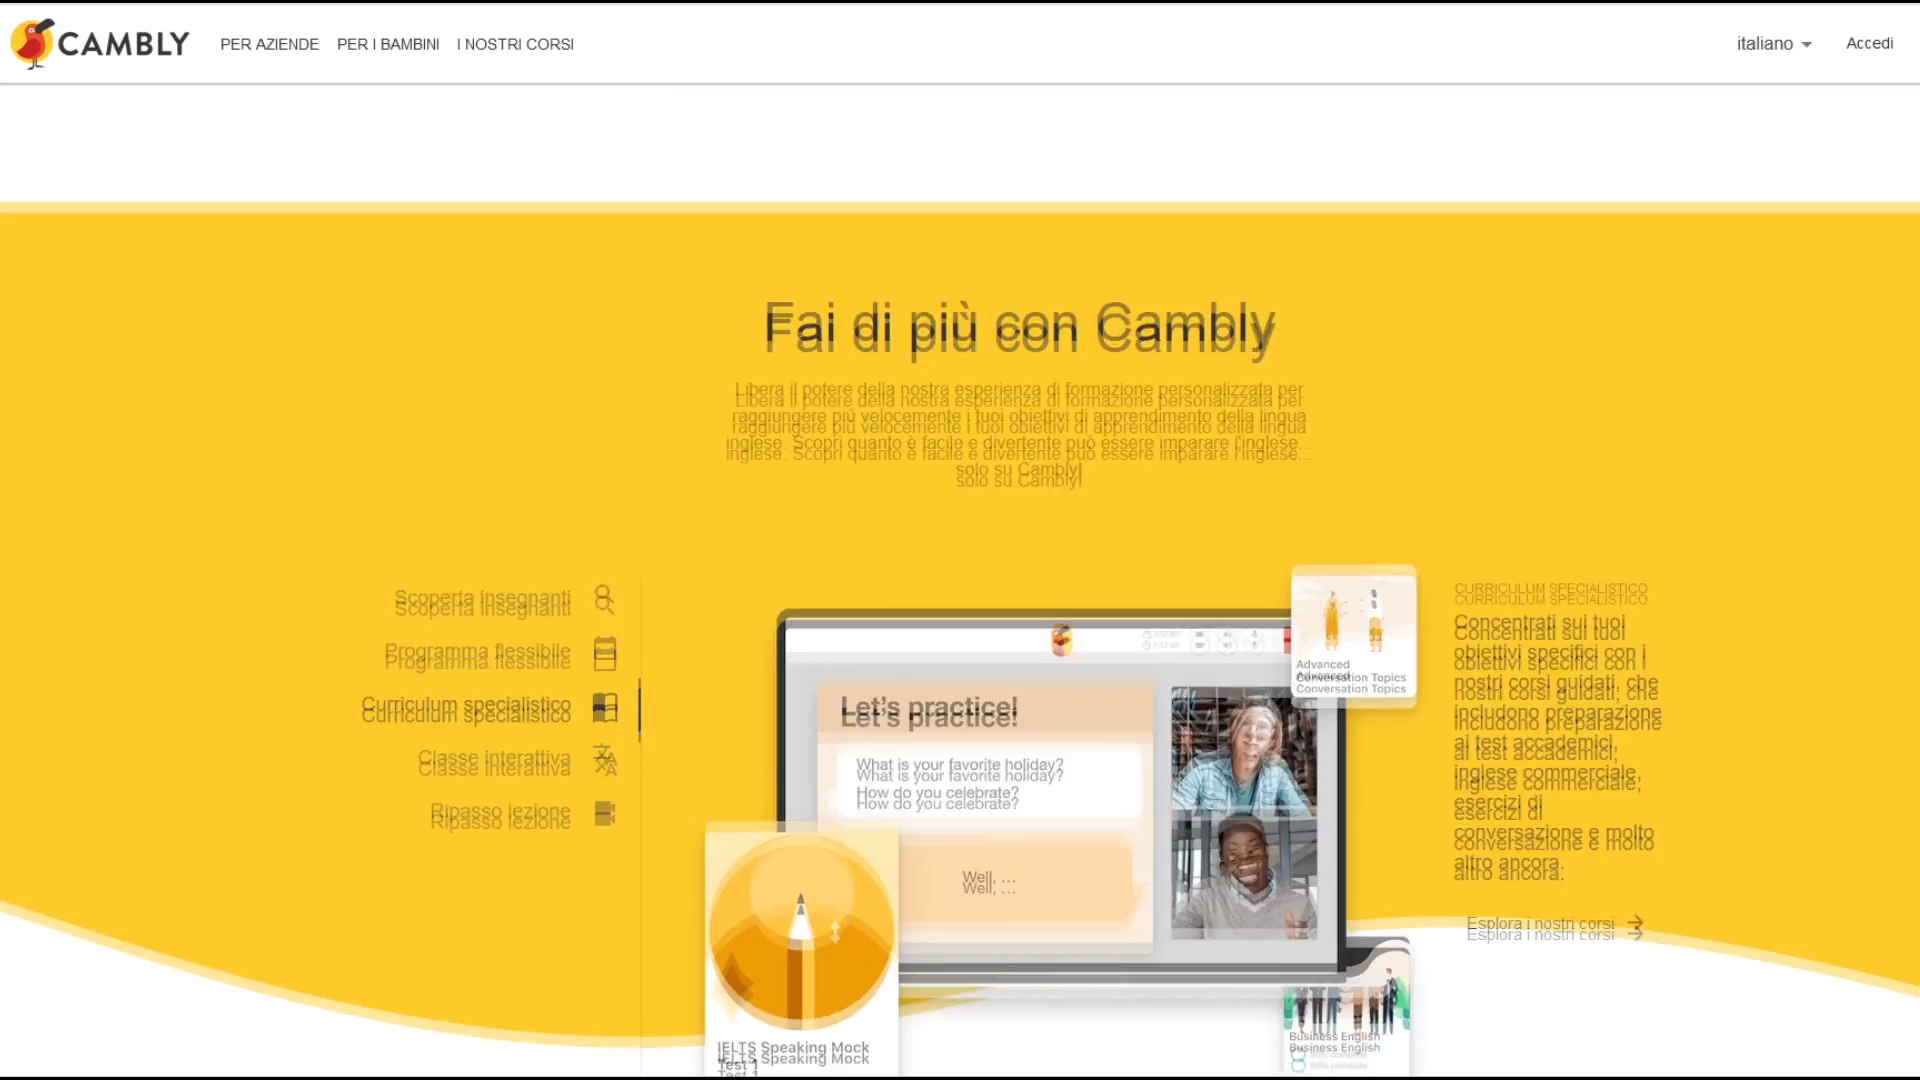 CAMBLY
PER AZIENDE
PER I BAMBINI
I NOSTRI CORSI
italiano
Accedi
Fai di più con Cambly
Libera il potere della nostra esperienza di formazione personalizzata per
raggiungere più velocemente i tuoi obiettivi di apprendimento della lingua
inglese. Scopri quanto è facile e divertente può essere imparare l'inglese...
solo su Cambly!
Scoperta insegnanti
Programma flessibile
Curriculum specialistico
Classe interattiva
Ripasso lezione
Let's practice!
What is your favorite holiday?
How do you celebrate?
Well, ...
Advanced
Conversation Topics
IELTS Speaking Mock
Test 1
Business English
CURRICULUM SPECIALISTICO
Concentrati sui tuoi
obiettivi specifici con i
nostri corsi guidati, che
includono preparazione
ai test accademici,
inglese commerciale,
esercizi di
conversazione e molto
altro ancora.
Esplora i nostri corsi